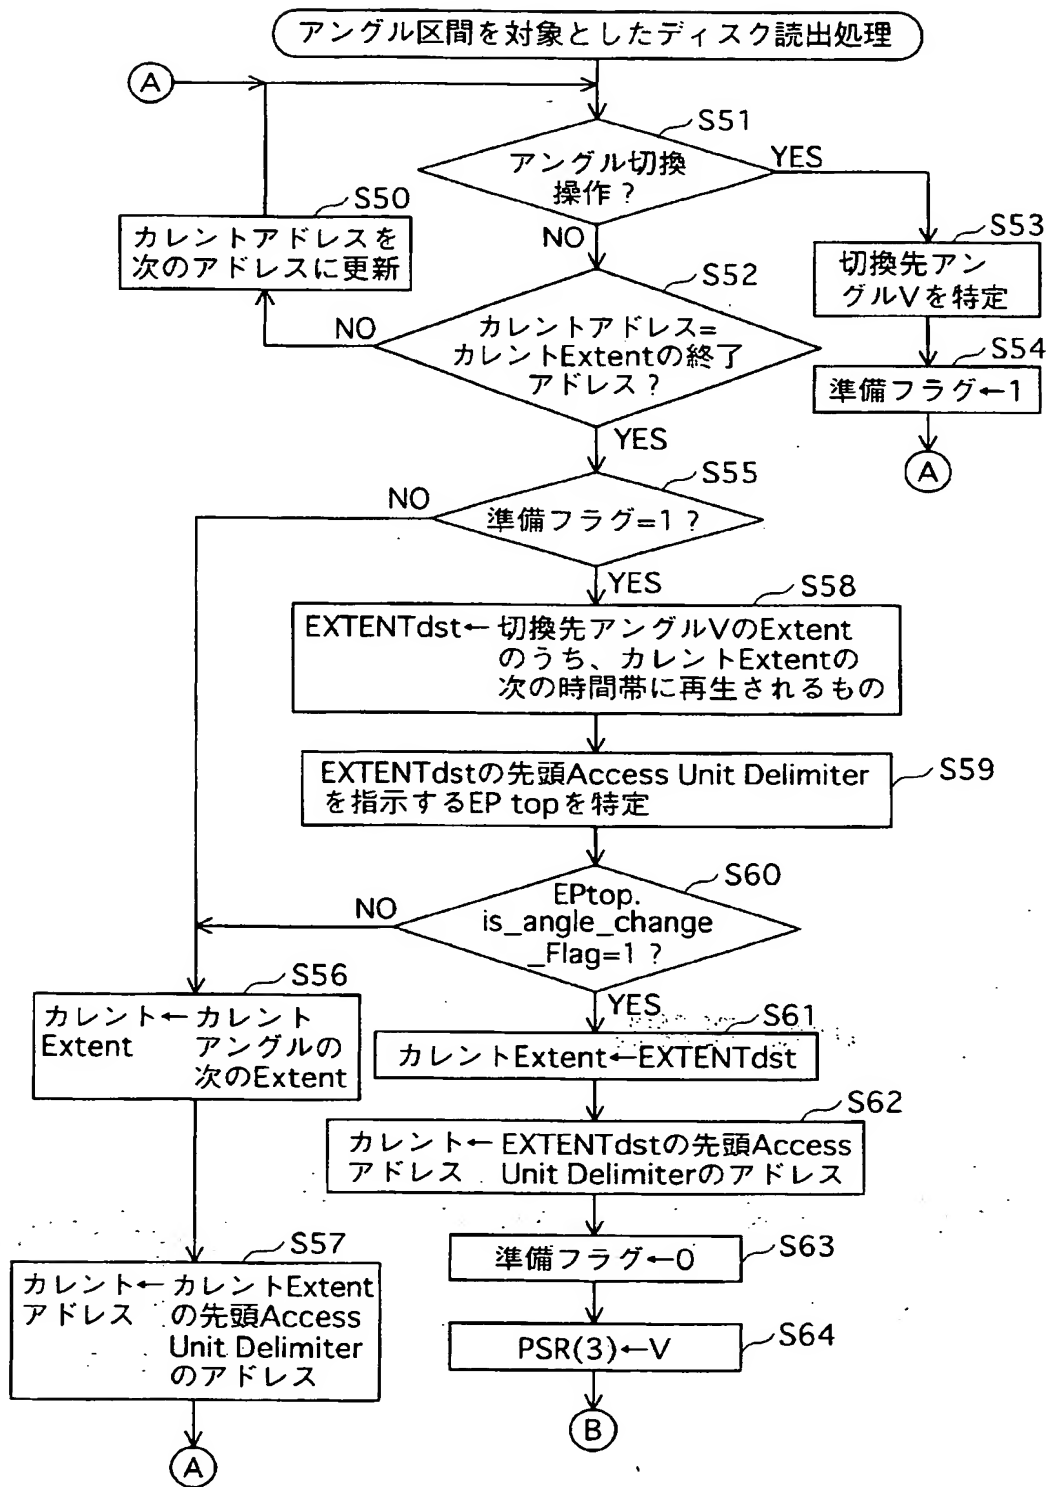 アングル区間を対象としたディスク読出処理
A
S51
アングル切換
操作?
YES
NO
S50
カレントアドレスを
次のアドレスに更新
S53
切換先アン
グルVを特定
S52
カレントアドレス=
カレントExtentの終了
アドレス?
NO
YES
S54
準備フラグ←1
A
S55
準備フラグ=1?
NO
YES
S58
EXTENTdst←切換先アングルVのExtent
のうち、カレントExtentの
次の時間帯に再生されるもの
S59
EXTENTdstの先頭Access Unit Delimiter
を指示するEP topを特定
S60
EPtop.
is_angle_change
_Flag=1?
NO
YES
S56
カレント←カレント
Extent アングルの
次のExtent
S61
カレントExtent←EXTENTdst
S62
カレント←EXTENTdstの先頭Access
アドレス Unit Delimiterのアドレス
S57
カレント←カレントExtent
アドレス の先頭Access
Unit Delimiter
のアドレス
A
S63
準備フラグ←0
S64
PSR(3)←V
B